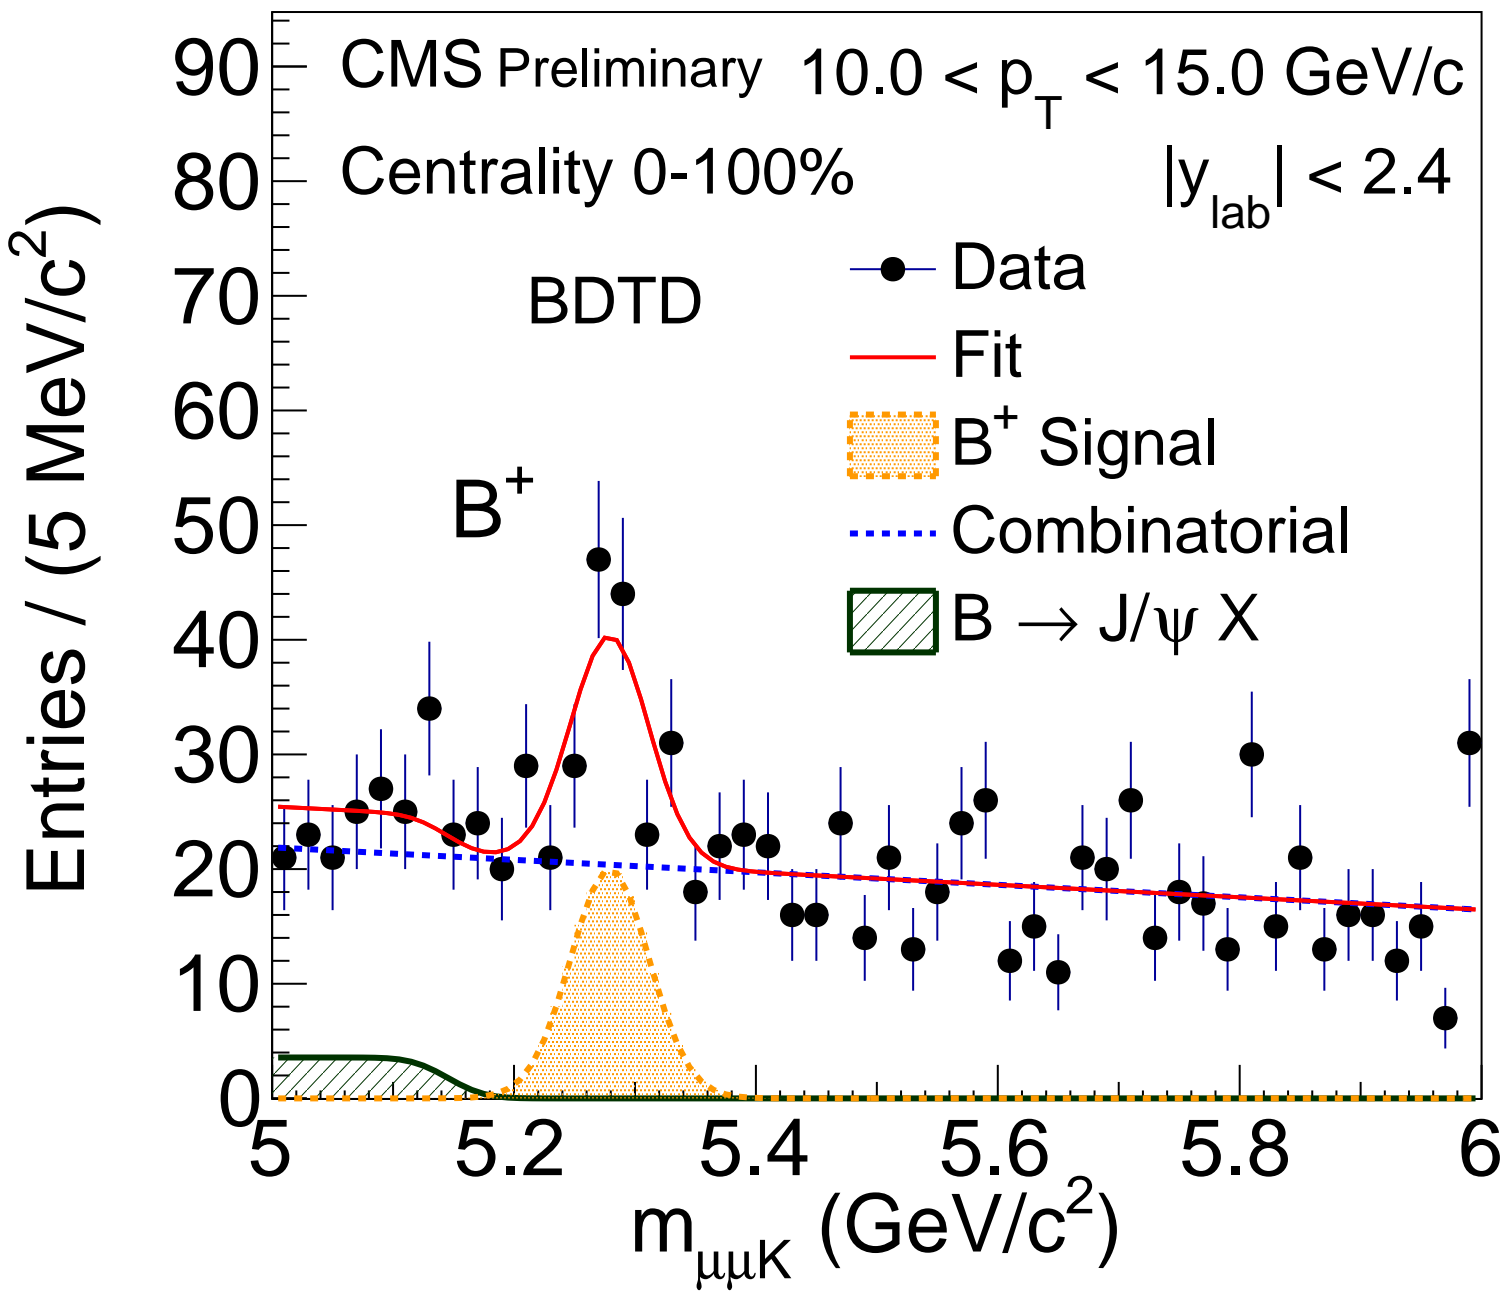 CMS Preliminary 10.0 < p_T < 15.0 GeV/c
Centrality 0-100% |y_lab| < 2.4
BDTD
Data
Fit
B⁺ Signal
Combinatorial
B → J/ψ X
B⁺
Entries / (5 MeV/c²)
90
80
70
60
50
40
30
20
10
0
5 5.2 5.4 5.6 5.8 6
m_μμK (GeV/c²)